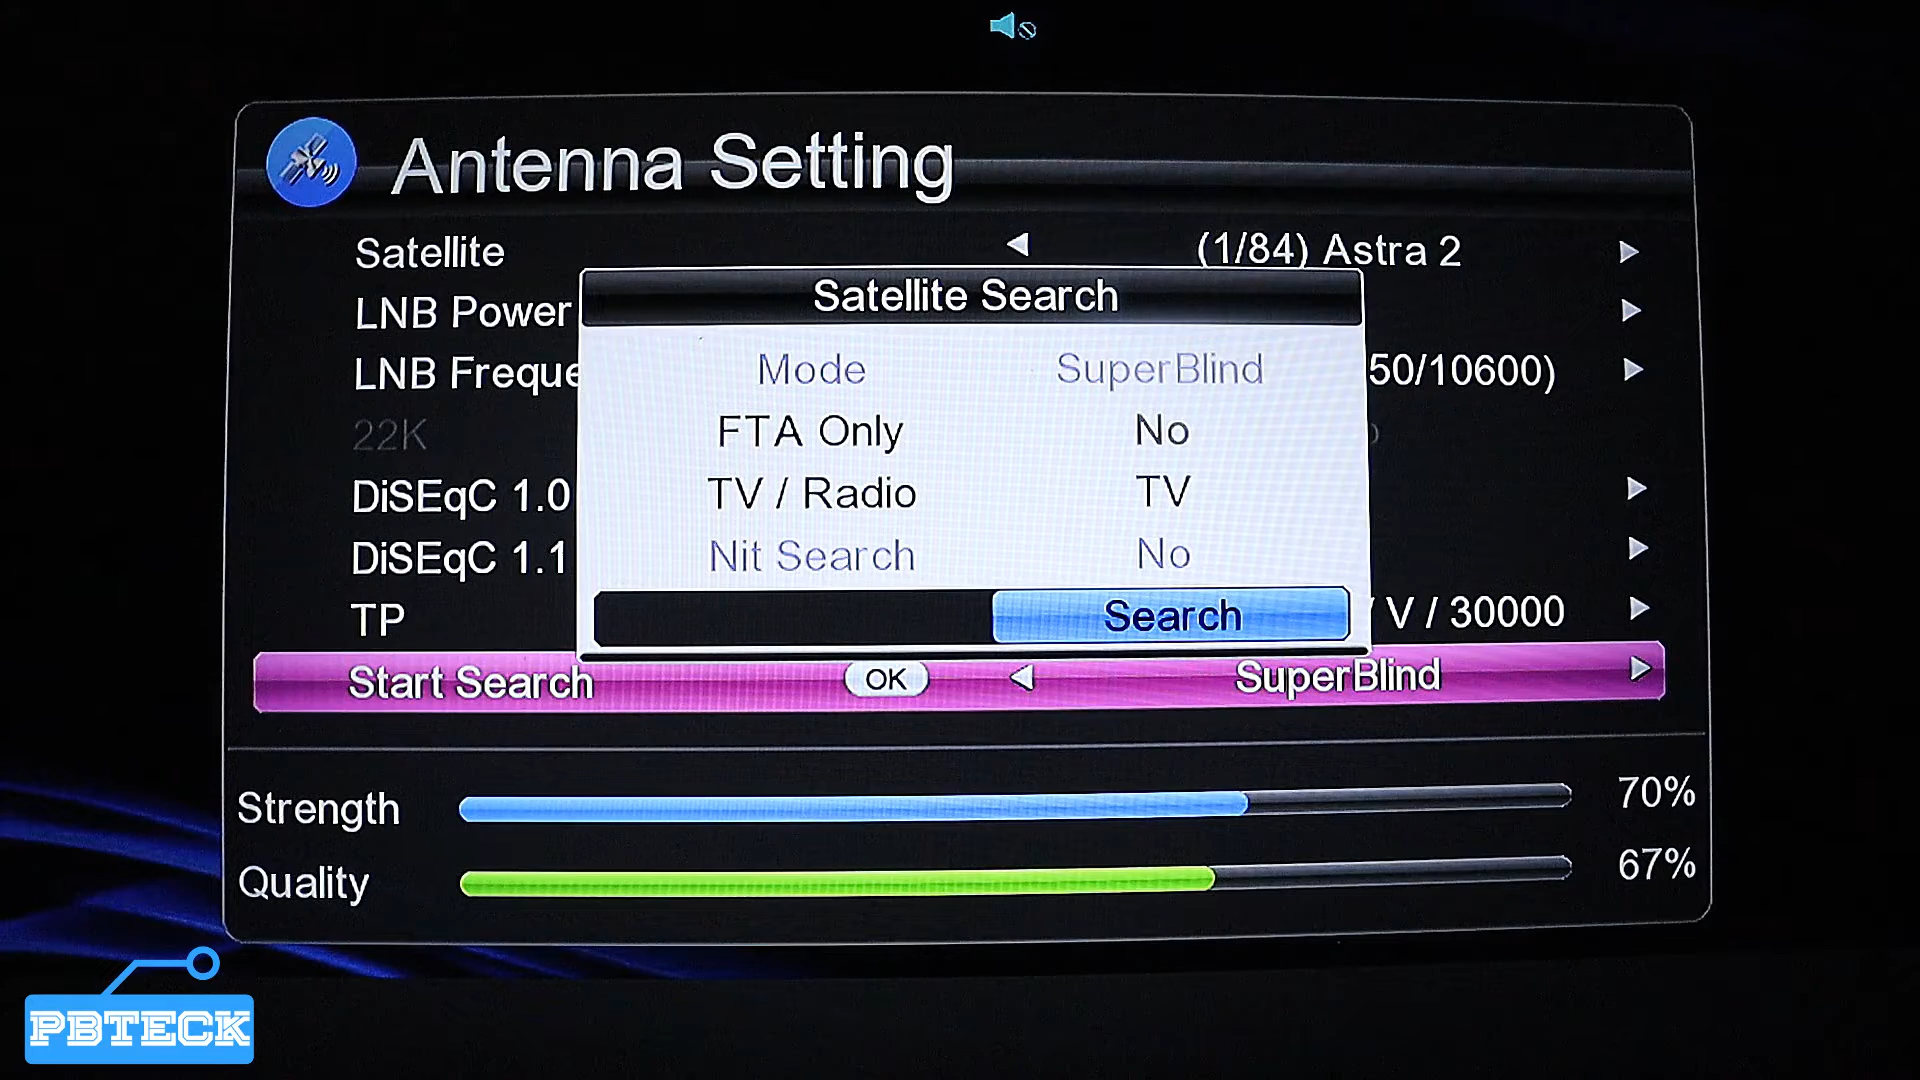 Antenna Setting
Satellite (1/84) Astra 2
LNB Power
LNB Freque 50/10600)
22K
DiSEqC 1.0
DiSEqC 1.1
TP / V / 30000
Start Search OK SuperBlind
Satellite Search
Mode SuperBlind
FTA Only No
TV / Radio TV
Nit Search No
Search
Strength 70%
Quality 67%
PBTECK